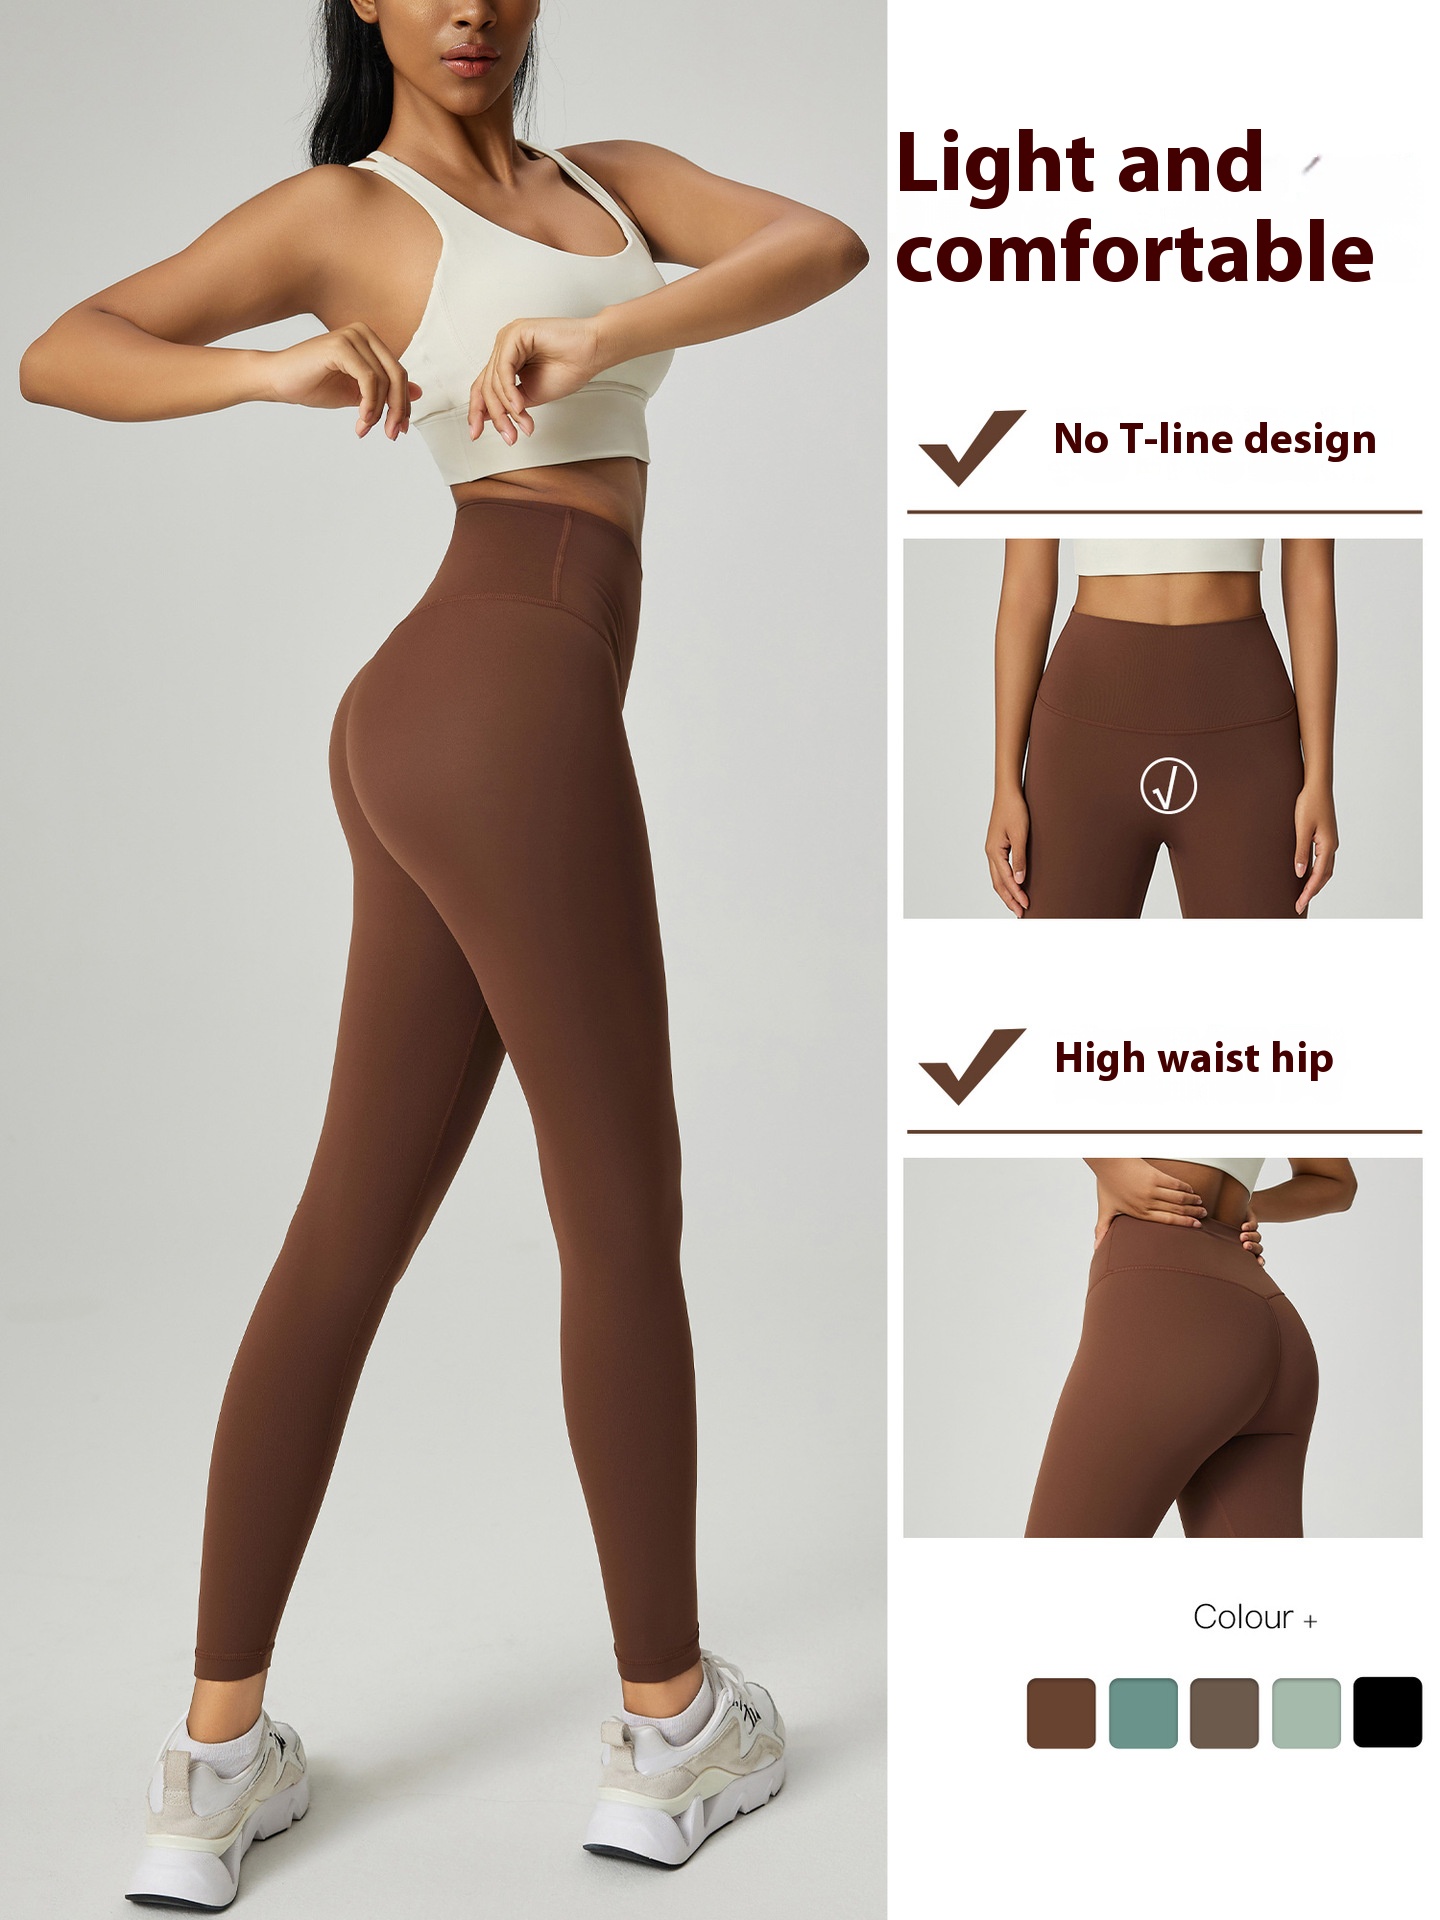 Light and
comfortable
No T-line design
High waist hip
Colour +